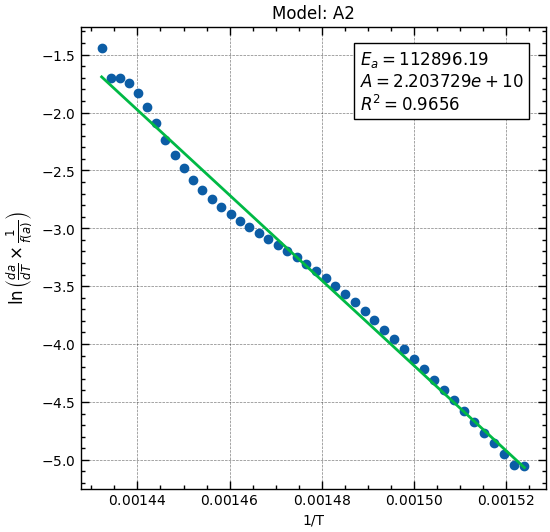 Model: A2
E_a = 112896.19
A = 2.203729e + 10
R² = 0.9656
ln(da/dT × 1/f(a))
−1.5
−2.0
−2.5
−3.0
−3.5
−4.0
−4.5
−5.0
0.00144 0.00146 0.00148 0.00150 0.00152
1/T